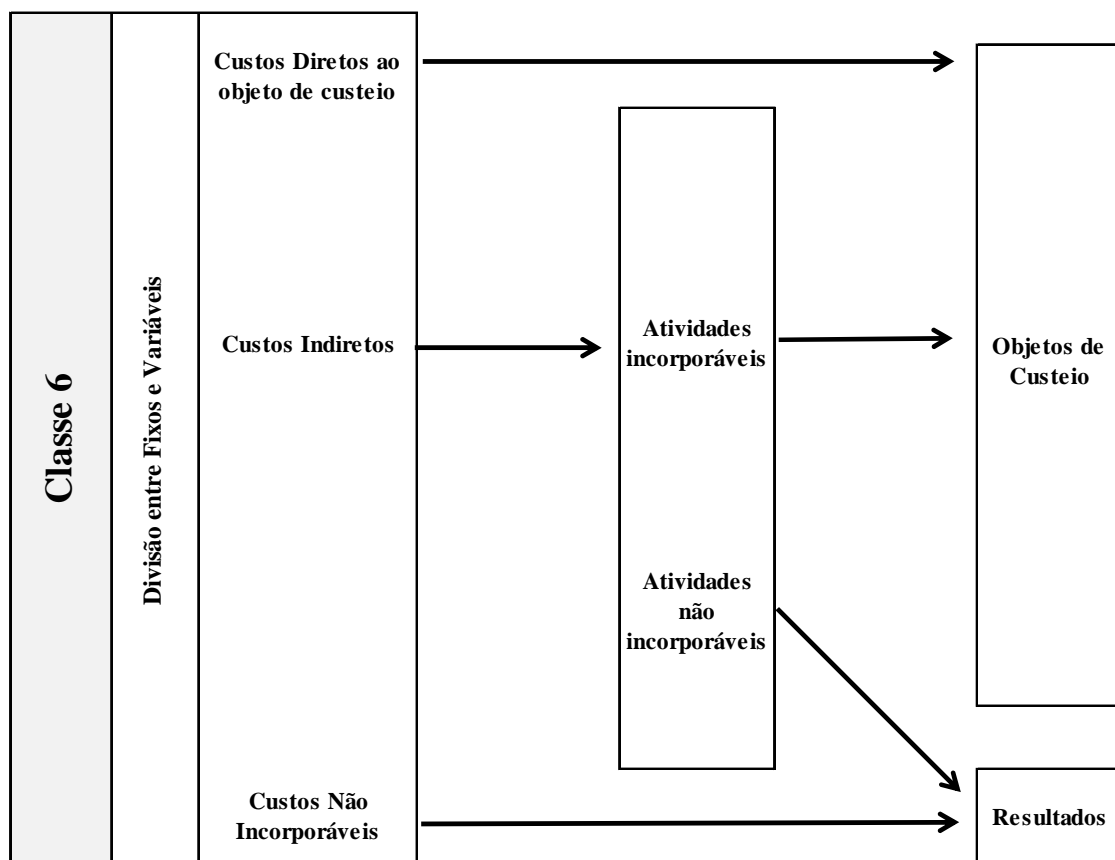 Classe 6
Divisão entre Fixos e Variáveis
Custos Diretos ao
objeto de custeio
Custos Indiretos
Custos Não
Incorporáveis
Atividades
incorporáveis
Atividades
não
incorporáveis
Objetos de
Custeio
Resultados